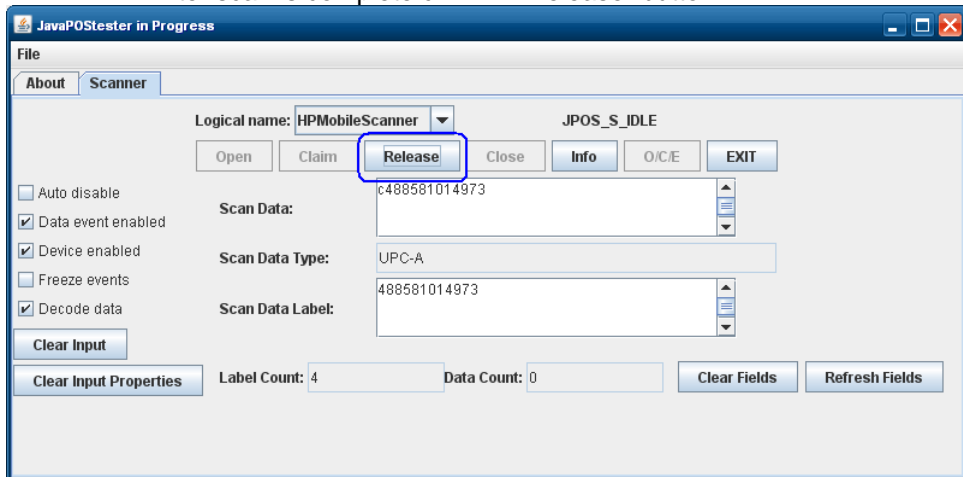 JavaPOStester in Progress
File
About Scanner
Logical name: HPMobileScanner JPOS_S_IDLE
Open Claim Release Close Info O/C/E EXIT
Auto disable
Data event enabled
Device enabled
Freeze events
Decode data
Scan Data: c488581014973
Scan Data Type: UPC-A
Scan Data Label: 488581014973
Clear Input
Clear Input Properties
Label Count: 4 Data Count: 0 Clear Fields Refresh Fields